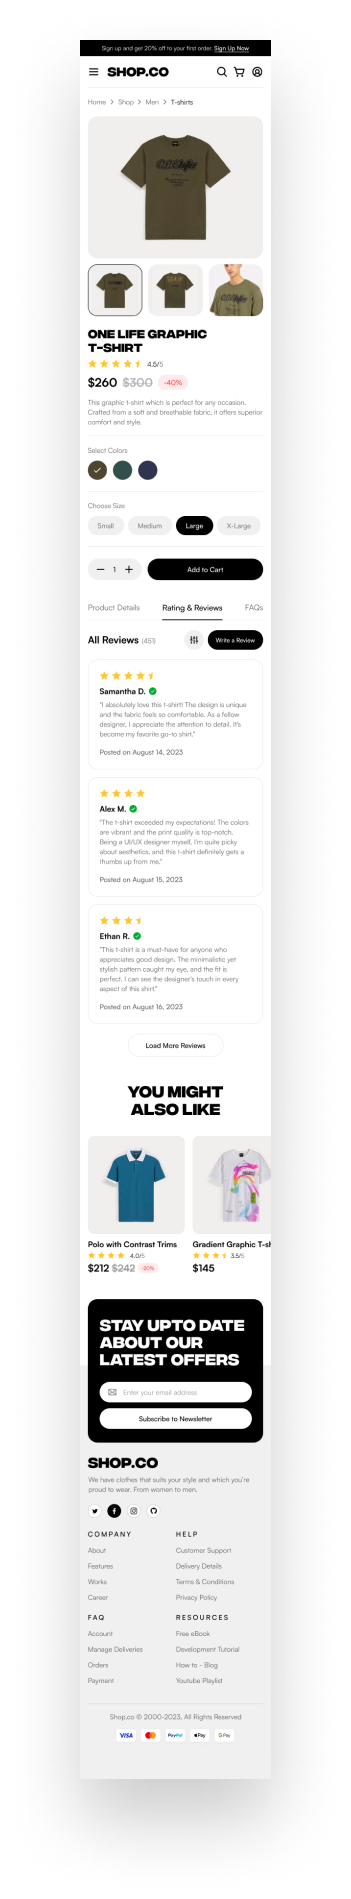 Sign up and get 20% off to your first order. Sign Up Now
SHOP.CO
Home > Shop > Men > T-shirts
ONE LIFE GRAPHIC
T-SHIRT
4.5/5
$260 $300 -40%
This graphic t-shirt which is perfect for any occasion.
Crafted from a soft and breathable fabric, it offers superior
comfort and style.
Select Colors
Choose Size
Small Medium Large X-Large
1 Add to Cart
Product Details Rating & Reviews FAQs
All Reviews (451) Write a Review
Samantha D.
"I absolutely love this t-shirt! The design is unique
and the fabric feels so comfortable. As a fellow
designer, I appreciate the attention to detail. It's
become my favorite go-to shirt."
Posted on August 14, 2023
Alex M.
"The t-shirt exceeded my expectations! The colors
are vibrant and the print quality is top-notch.
Being a UI/UX designer myself, I'm quite picky
about aesthetics, and this t-shirt definitely gets a
thumbs up from me."
Posted on August 15, 2023
Ethan R.
"This t-shirt is a must-have for anyone who
appreciates good design. The minimalistic yet
stylish pattern caught my eye, and the fit is
perfect. I can see the designer's touch in every
aspect of this shirt."
Posted on August 16, 2023
Load More Reviews
YOU MIGHT
ALSO LIKE
Polo with Contrast Trims
4.0/5
$212 $242 -20%
Gradient Graphic T-sh
3.5/5
$145
STAY UPTO DATE
ABOUT OUR
LATEST OFFERS
Enter your email address
Subscribe to Newsletter
SHOP.CO
We have clothes that suits your style and which you're
proud to wear. From women to men.
COMPANY
About
Features
Works
Career
HELP
Customer Support
Delivery Details
Terms & Conditions
Privacy Policy
FAQ
Account
Manage Deliveries
Orders
Payment
RESOURCES
Free eBook
Development Tutorial
How to - Blog
Youtube Playlist
Shop.co © 2000-2023, All Rights Reserved
VISA PayPal Pay G Pay